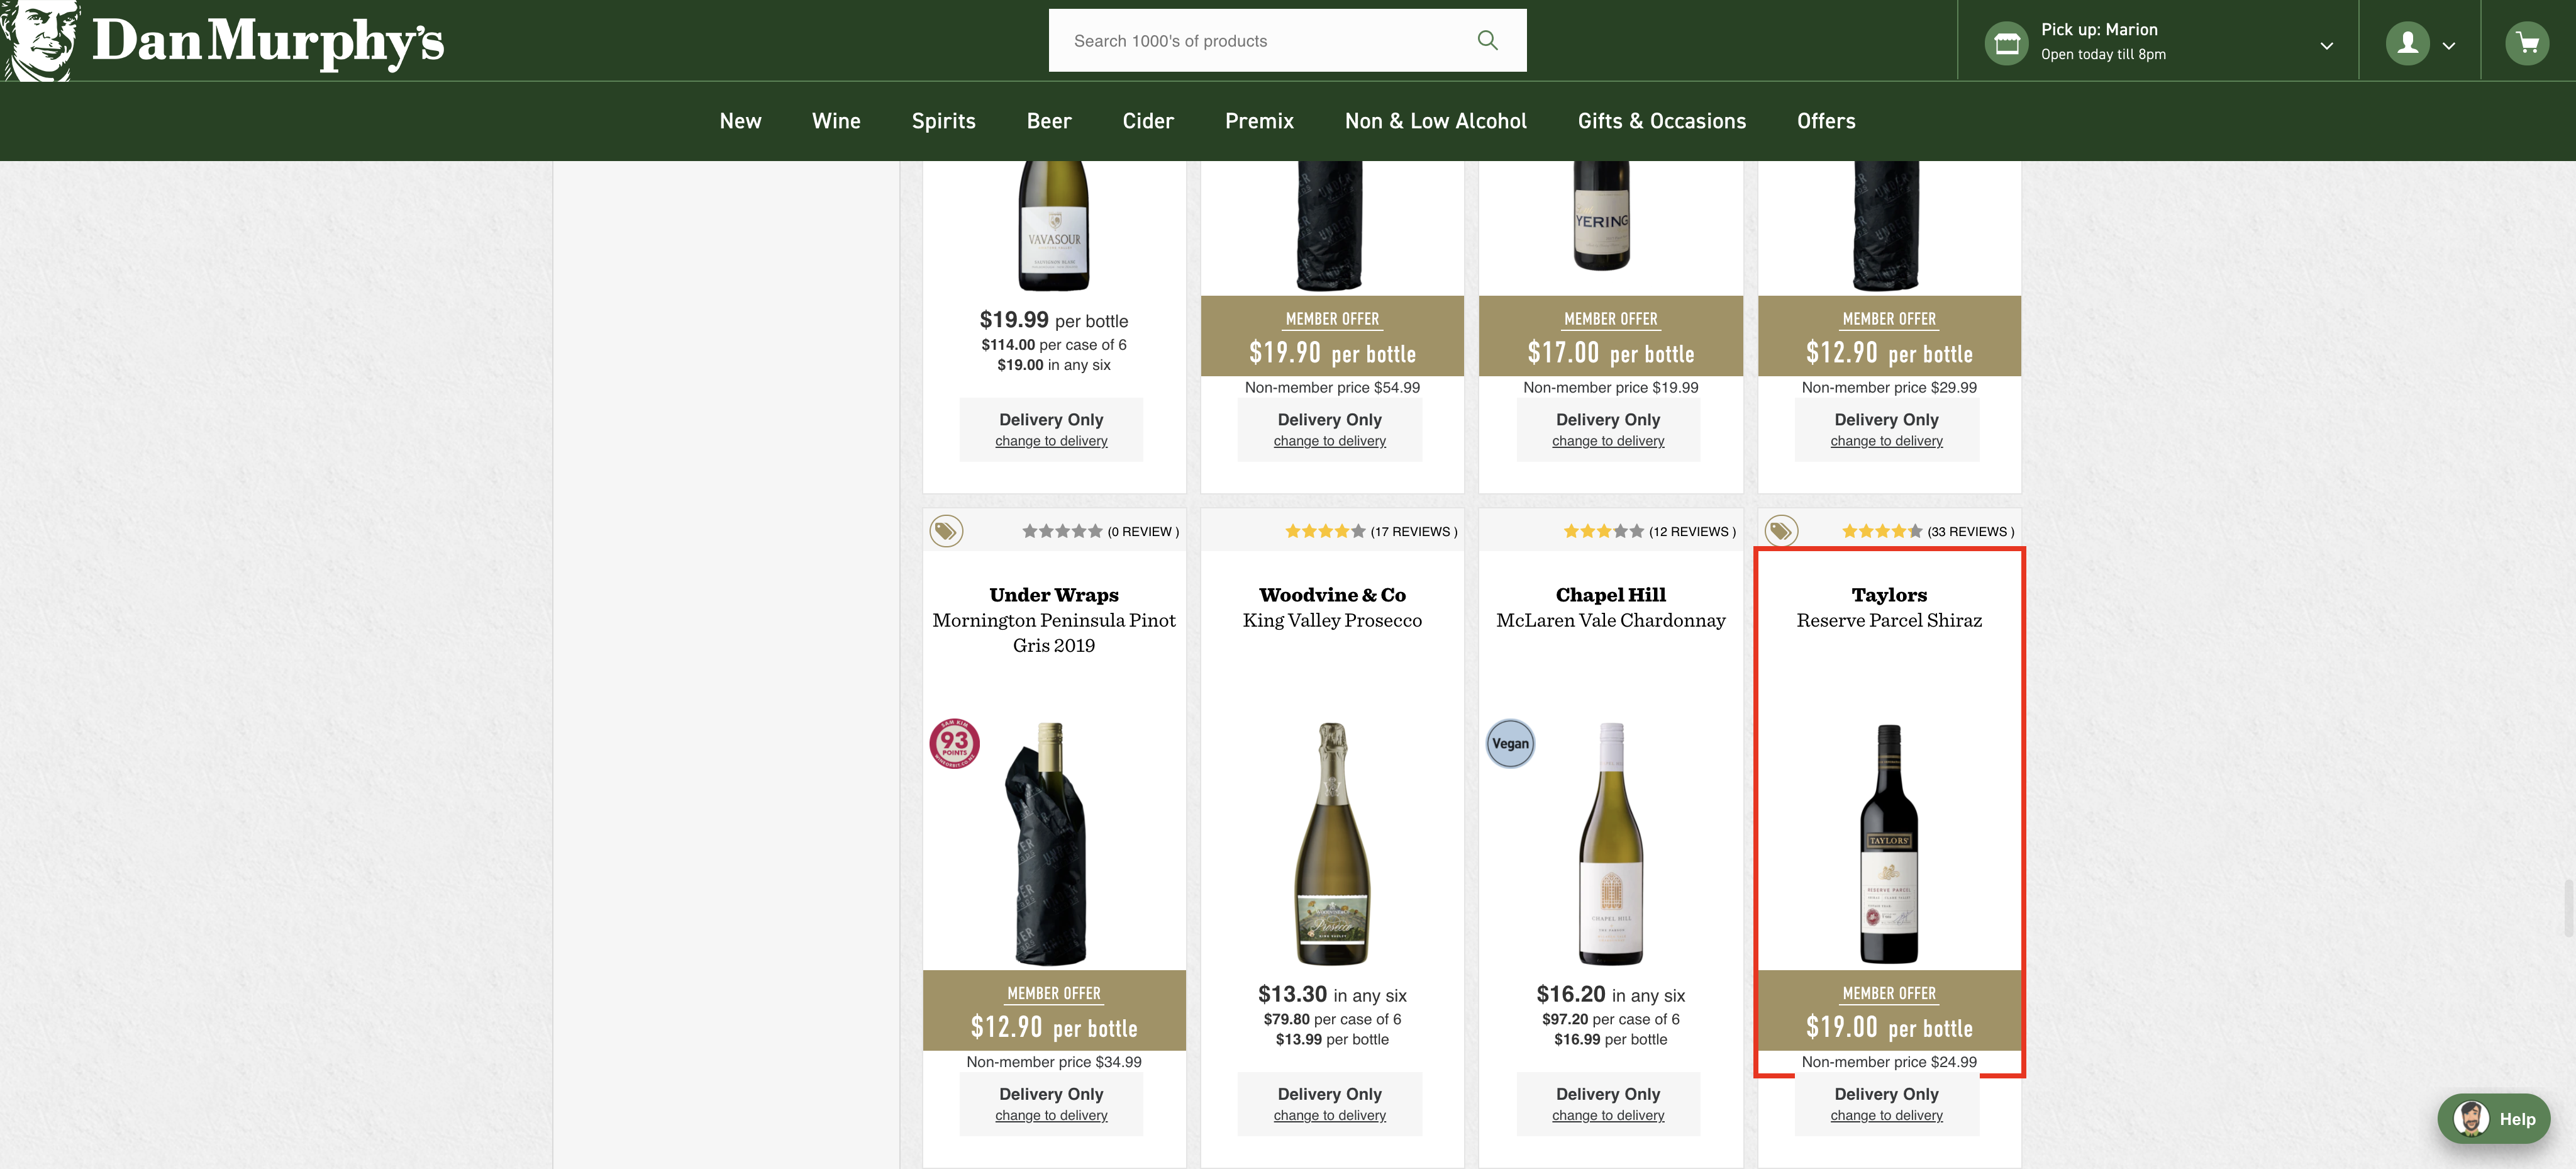 Dan Murphy's
Search 1000's of products
Pick up: Marion
Open today till 8pm
New Wine Spirits Beer Cider Premix Non & Low Alcohol Gifts & Occasions Offers
VAVASOUR
SAUVIGNON BLANC
YERING
$19.99 per bottle
$114.00 per case of 6
$19.00 in any six
Delivery Only
change to delivery
MEMBER OFFER
$19.90 per bottle
Non-member price $54.99
Delivery Only
change to delivery
MEMBER OFFER
$17.00 per bottle
Non-member price $19.99
Delivery Only
change to delivery
MEMBER OFFER
$12.90 per bottle
Non-member price $29.99
Delivery Only
change to delivery
(0 REVIEW )
Under Wraps
Mornington Peninsula Pinot
Gris 2019
SAM KIM
93
POINTS
MEMBER OFFER
$12.90 per bottle
Non-member price $34.99
Delivery Only
change to delivery
(17 REVIEWS )
Woodvine & Co
King Valley Prosecco
Prosecco
$13.30 in any six
$79.80 per case of 6
$13.99 per bottle
Delivery Only
change to delivery
(12 REVIEWS )
Chapel Hill
McLaren Vale Chardonnay
Vegan
CHAPEL HILL
$16.20 in any six
$97.20 per case of 6
$16.99 per bottle
Delivery Only
change to delivery
(33 REVIEWS )
Taylors
Reserve Parcel Shiraz
TAYLORS
RESERVE PARCEL
MEMBER OFFER
$19.00 per bottle
Non-member price $24.99
Delivery Only
change to delivery
Help